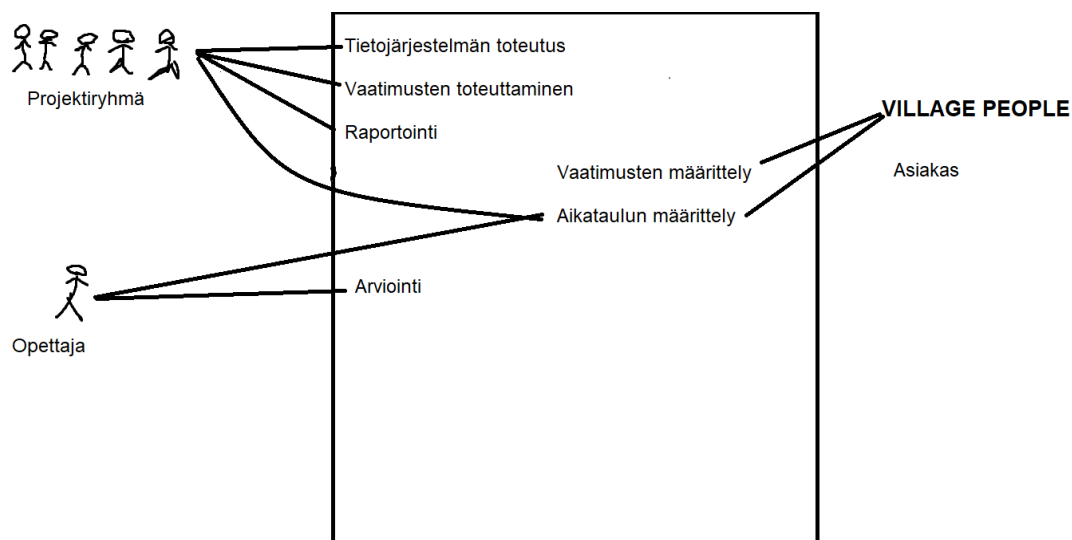 Tietojärjestelmän toteutus
Vaatimusten toteuttaminen
Projektiryhmä
Raportointi
VILLAGE PEOPLE
Vaatimusten määrittely
Asiakas
Aikataulun määrittely
Arviointi
Opettaja